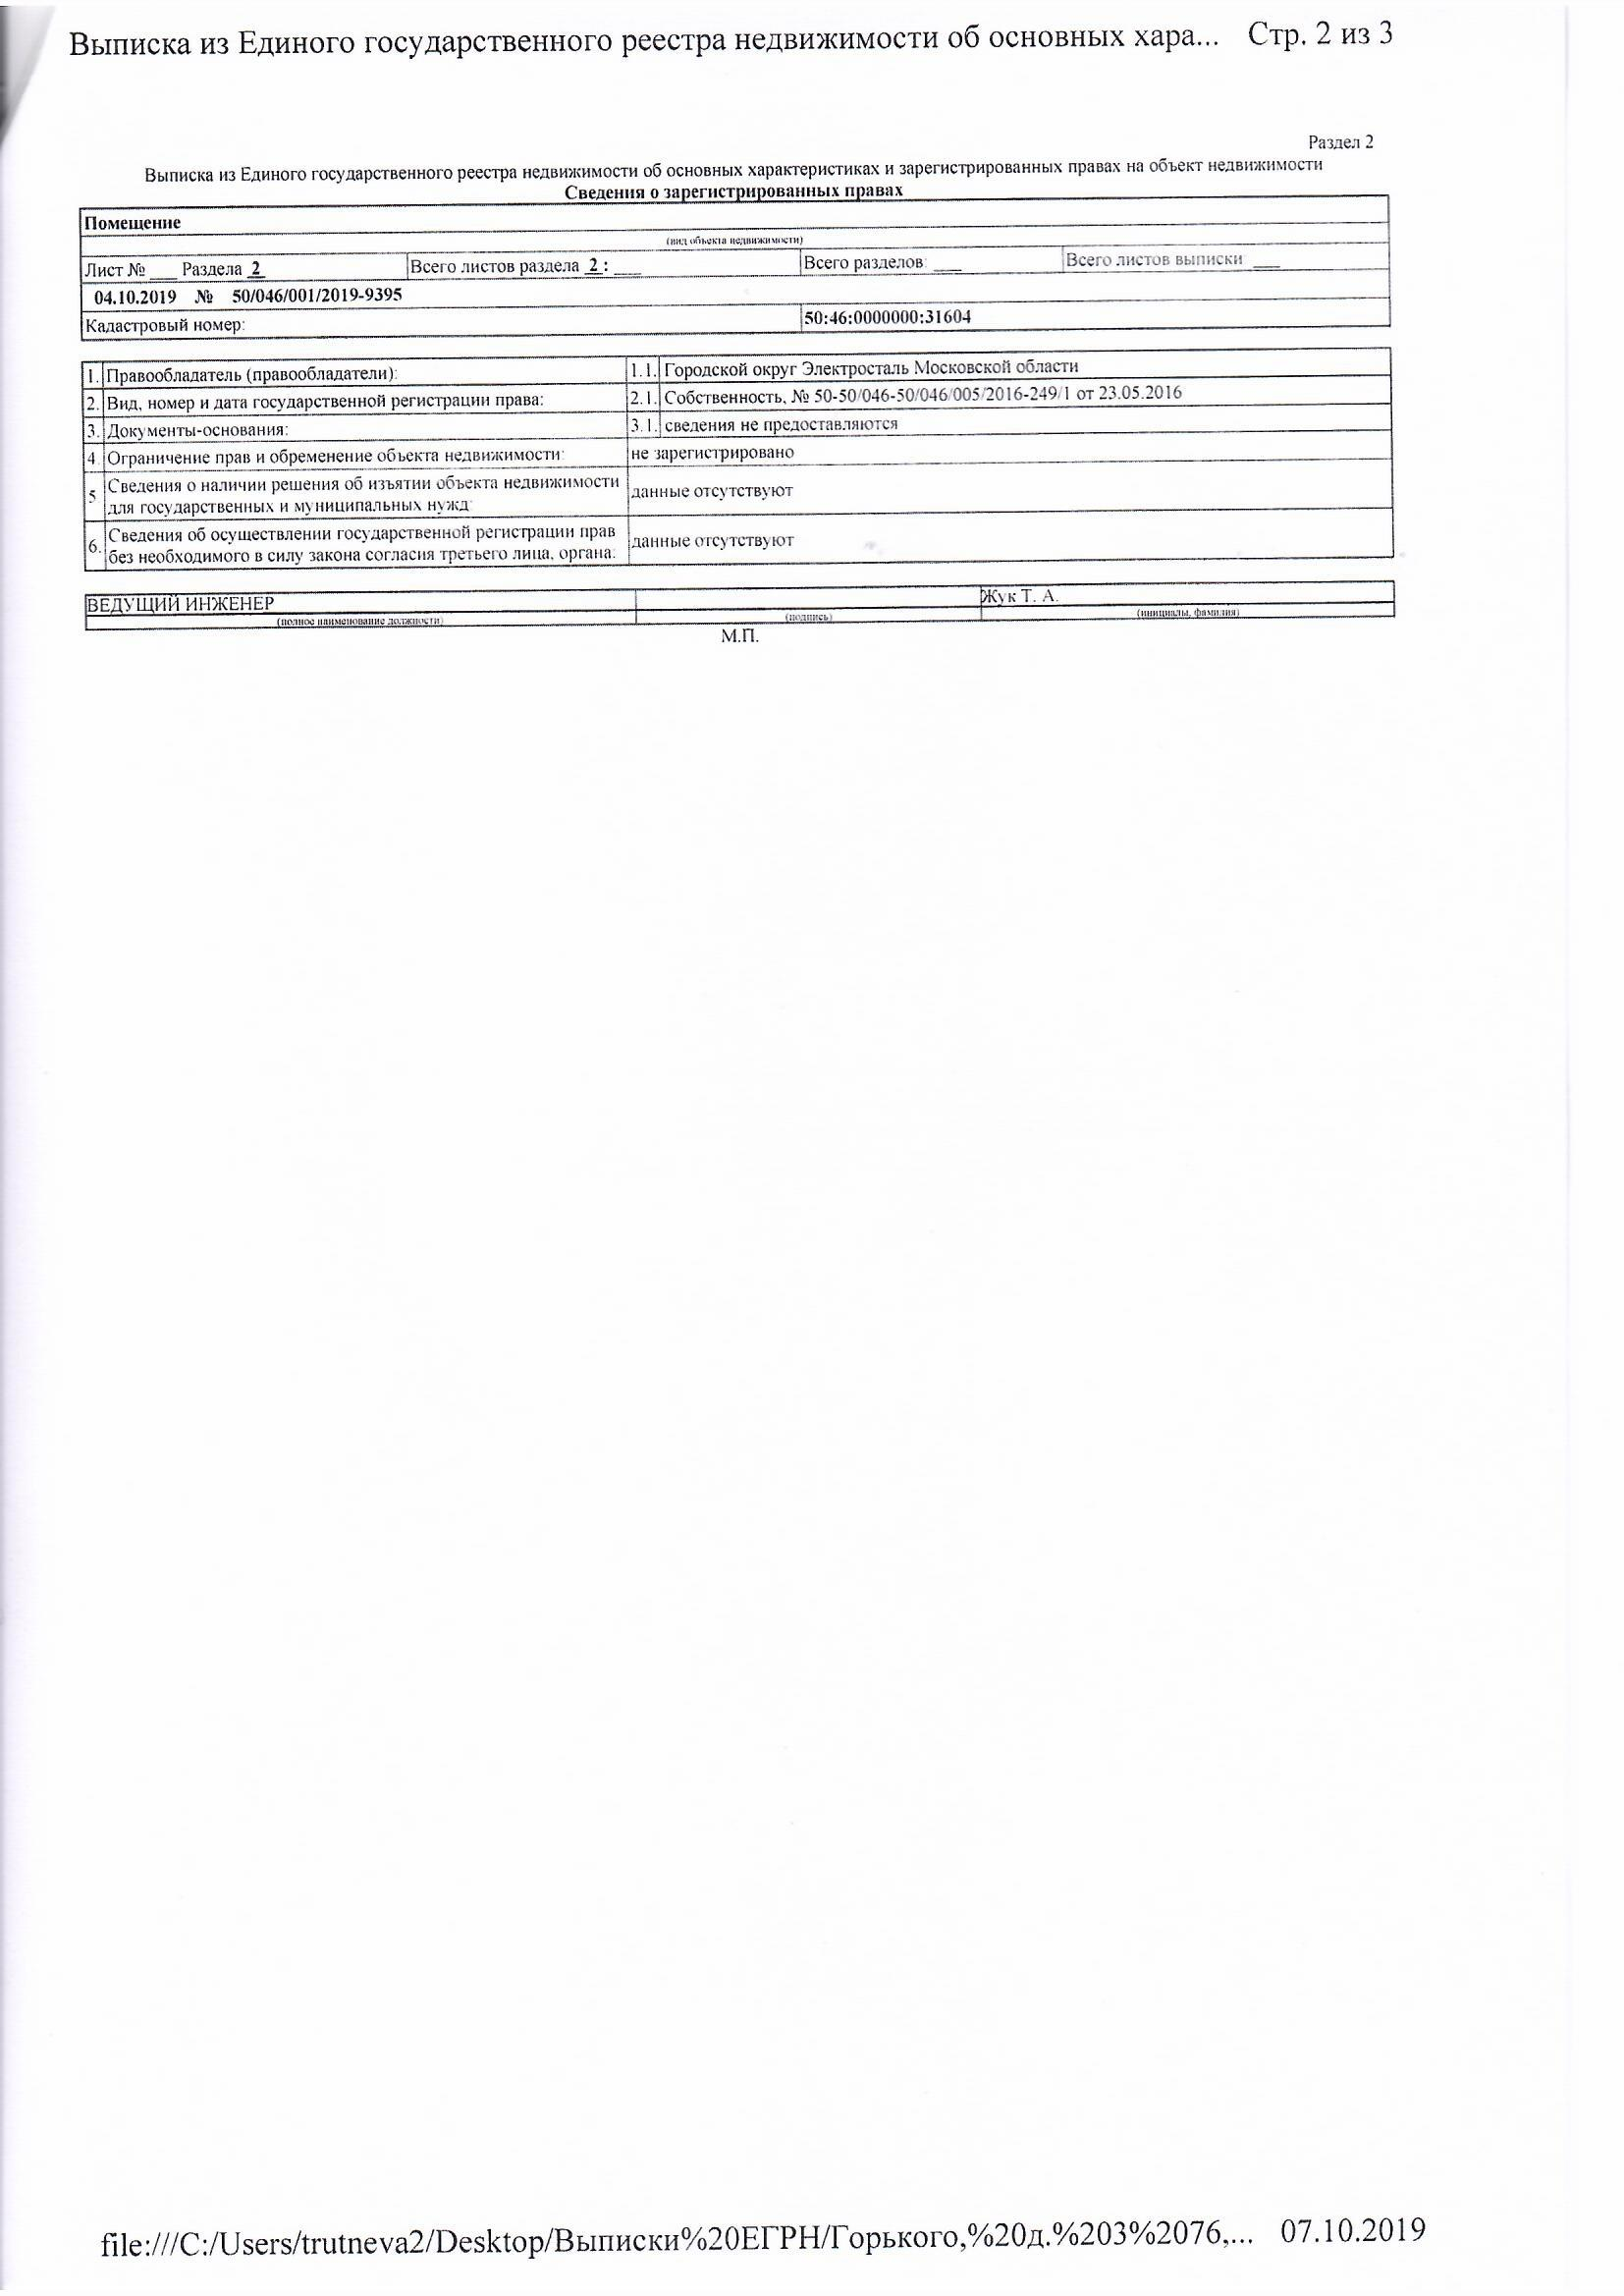 Выписка из Единого государственного реестра недвижимости об основных хара... Стр. 2 из 3
Раздел 2
Выписка из Единого государственного реестра недвижимости об основных характеристиках и зарегистрированных правах на объект недвижимости
Сведения о зарегистрированных правах
Помещение
(вид объекта недвижимости)
Лист № ___ Раздела 2 Всего листов раздела 2 : ___ Всего разделов: ___ Всего листов выписки: ___
04.10.2019 № 50/046/001/2019-9395
Кадастровый номер: 50:46:0000000:31604
1. Правообладатель (правообладатели): 1.1. Городской округ Электросталь Московской области
2. Вид, номер и дата государственной регистрации права: 2.1. Собственность, № 50-50/046-50/046/005/2016-249/1 от 23.05.2016
3. Документы-основания: 3.1. сведения не предоставляются
4. Ограничение прав и обременение объекта недвижимости: не зарегистрировано
5 Сведения о наличии решения об изъятии объекта недвижимости
для государственных и муниципальных нужд: данные отсутствуют
6. Сведения об осуществлении государственной регистрации прав
без необходимого в силу закона согласия третьего лица, органа: данные отсутствуют
ВЕДУЩИЙ ИНЖЕНЕР Жук Т. А.
(полное наименование должности) (подпись) (инициалы, фамилия)
М.П.
file:///C:/Users/trutneva2/Desktop/Выписки%20ЕГРН/Горького,%20д.%203%2076,... 07.10.2019